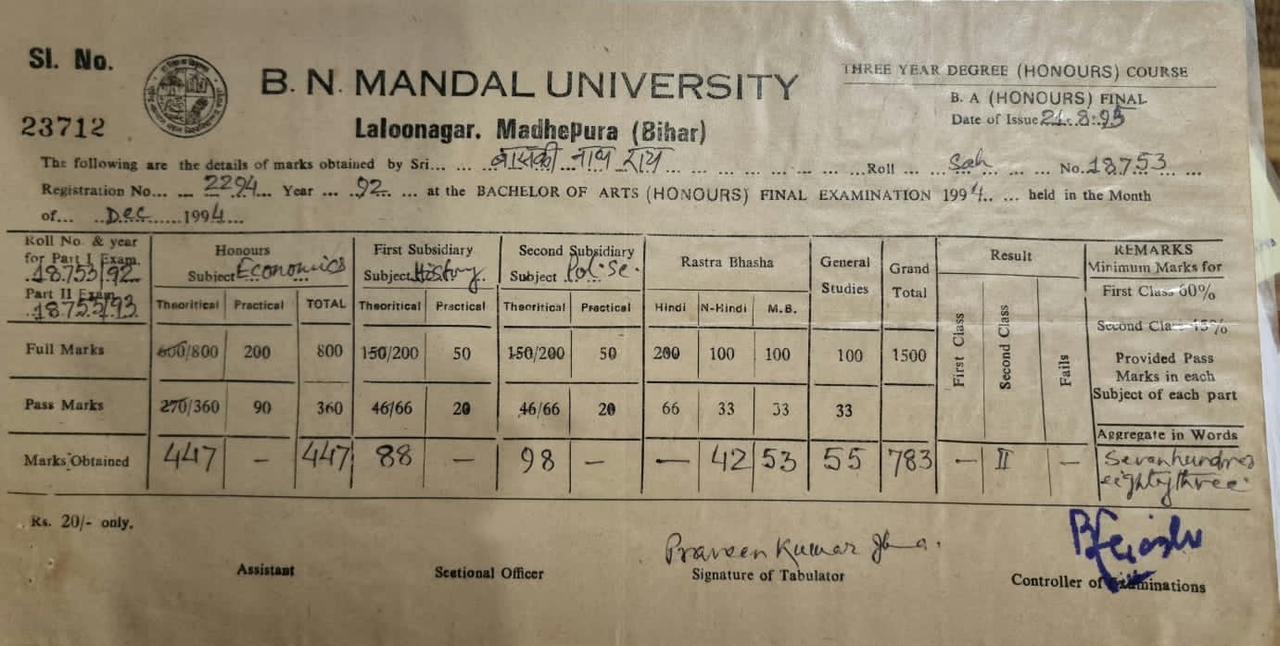 Sl. No.
23712
B. N. MANDAL UNIVERSITY
Laloonagar. Madhepura (Bihar)
THREE YEAR DEGREE (HONOURS) COURSE
B. A (HONOURS) FINAL
Date of Issue 21.8.95
The following are the details of marks obtained by Sri... ... बासकी नाथ राय ... ... ... ... ... ... ...Roll ... Sah ... ... ... No. 18753 ... ...
Registration No... ... 2294 ... Year ... 92 ... ... at the BACHELOR OF ARTS (HONOURS) FINAL EXAMINATION 1994.. ... held in the Month
of... ..Dec......1994...
Roll No. & year for Part I Exam. 18753/92
Part II Exam. 18753/93
Honours Subject Economics
First Subsidiary Subject History
Second Subsidiary Subject Pol. Sc.
Rastra Bhasha
General Studies
Grand Total
Result
REMARKS
Minimum Marks for
First Class 60%
Second Class 45%
Provided Pass
Marks in each
Subject of each part
Theoritical Practical TOTAL Theoritical Practical Theoritical Practical Hindi N-Hindi M.B. First Class Second Class Fails
Full Marks 600/800 200 800 150/200 50 150/200 50 200 100 100 100 1500
Pass Marks 270/360 90 360 46/66 20 46/66 20 66 33 33 33
Aggregate in Words
Marks Obtained 447 — 447 88 — 98 — — 42 53 55 783 — II — Sevanhundred
eightythree
Rs. 20/- only.
Assistant
Sectional Officer
Praveen Kumar Jha.
Signature of Tabulator
Controller of Examinations